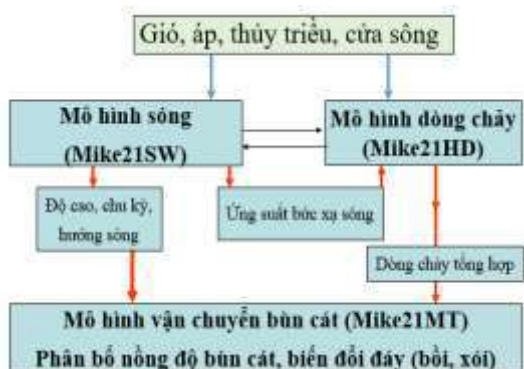 Gió, áp, thủy triều, cửa sông
Mô hình sóng
(Mike21SW)
Mô hình dòng chảy
(Mike21HD)
Độ cao, chu kỳ,
hướng sóng
Ứng suất bức xạ sóng
Dòng chảy tổng hợp
Mô hình vận chuyển bùn cát (Mike21MT)
Phân bố nồng độ bùn cát, biến đổi đáy (bồi, xói)